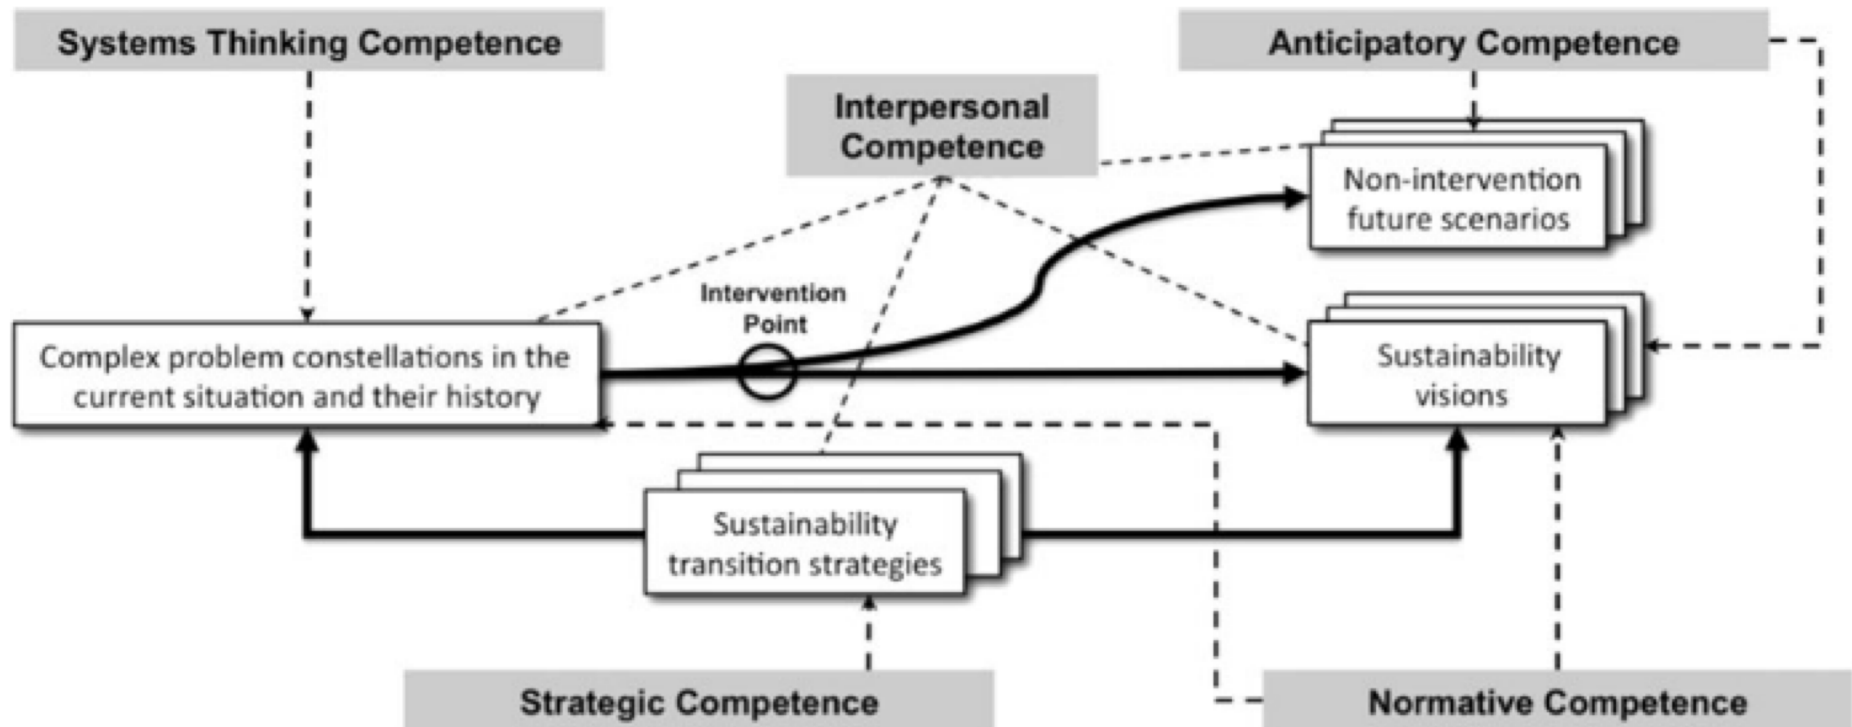 Systems Thinking Competence
Anticipatory Competence
Interpersonal
Competence
Non-intervention
future scenarios
Intervention
Point
Complex problem constellations in the
current situation and their history
Sustainability
visions
Sustainability
transition strategies
Strategic Competence
Normative Competence